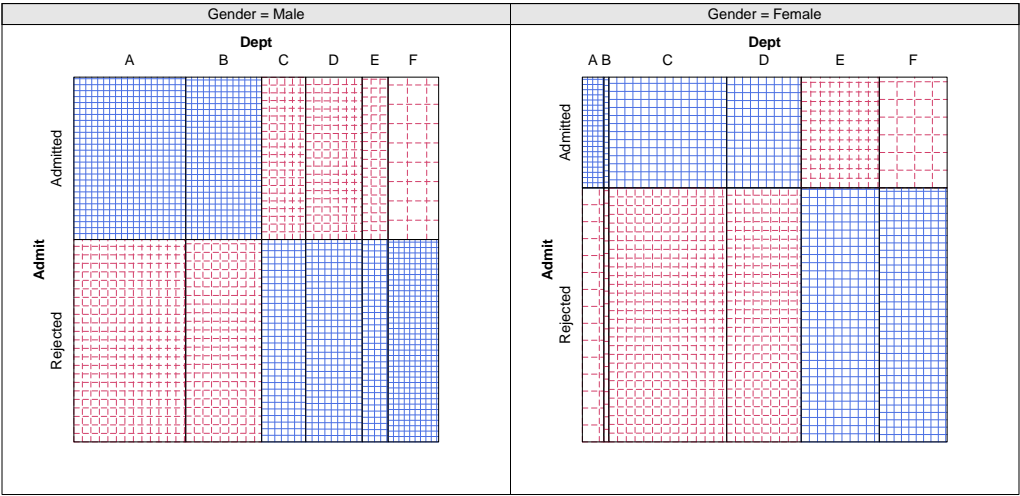 Gender = Male
Dept
A B C D E F
Admitted
Admit
Rejected
Gender = Female
Dept
A B C D E F
Admitted
Admit
Rejected